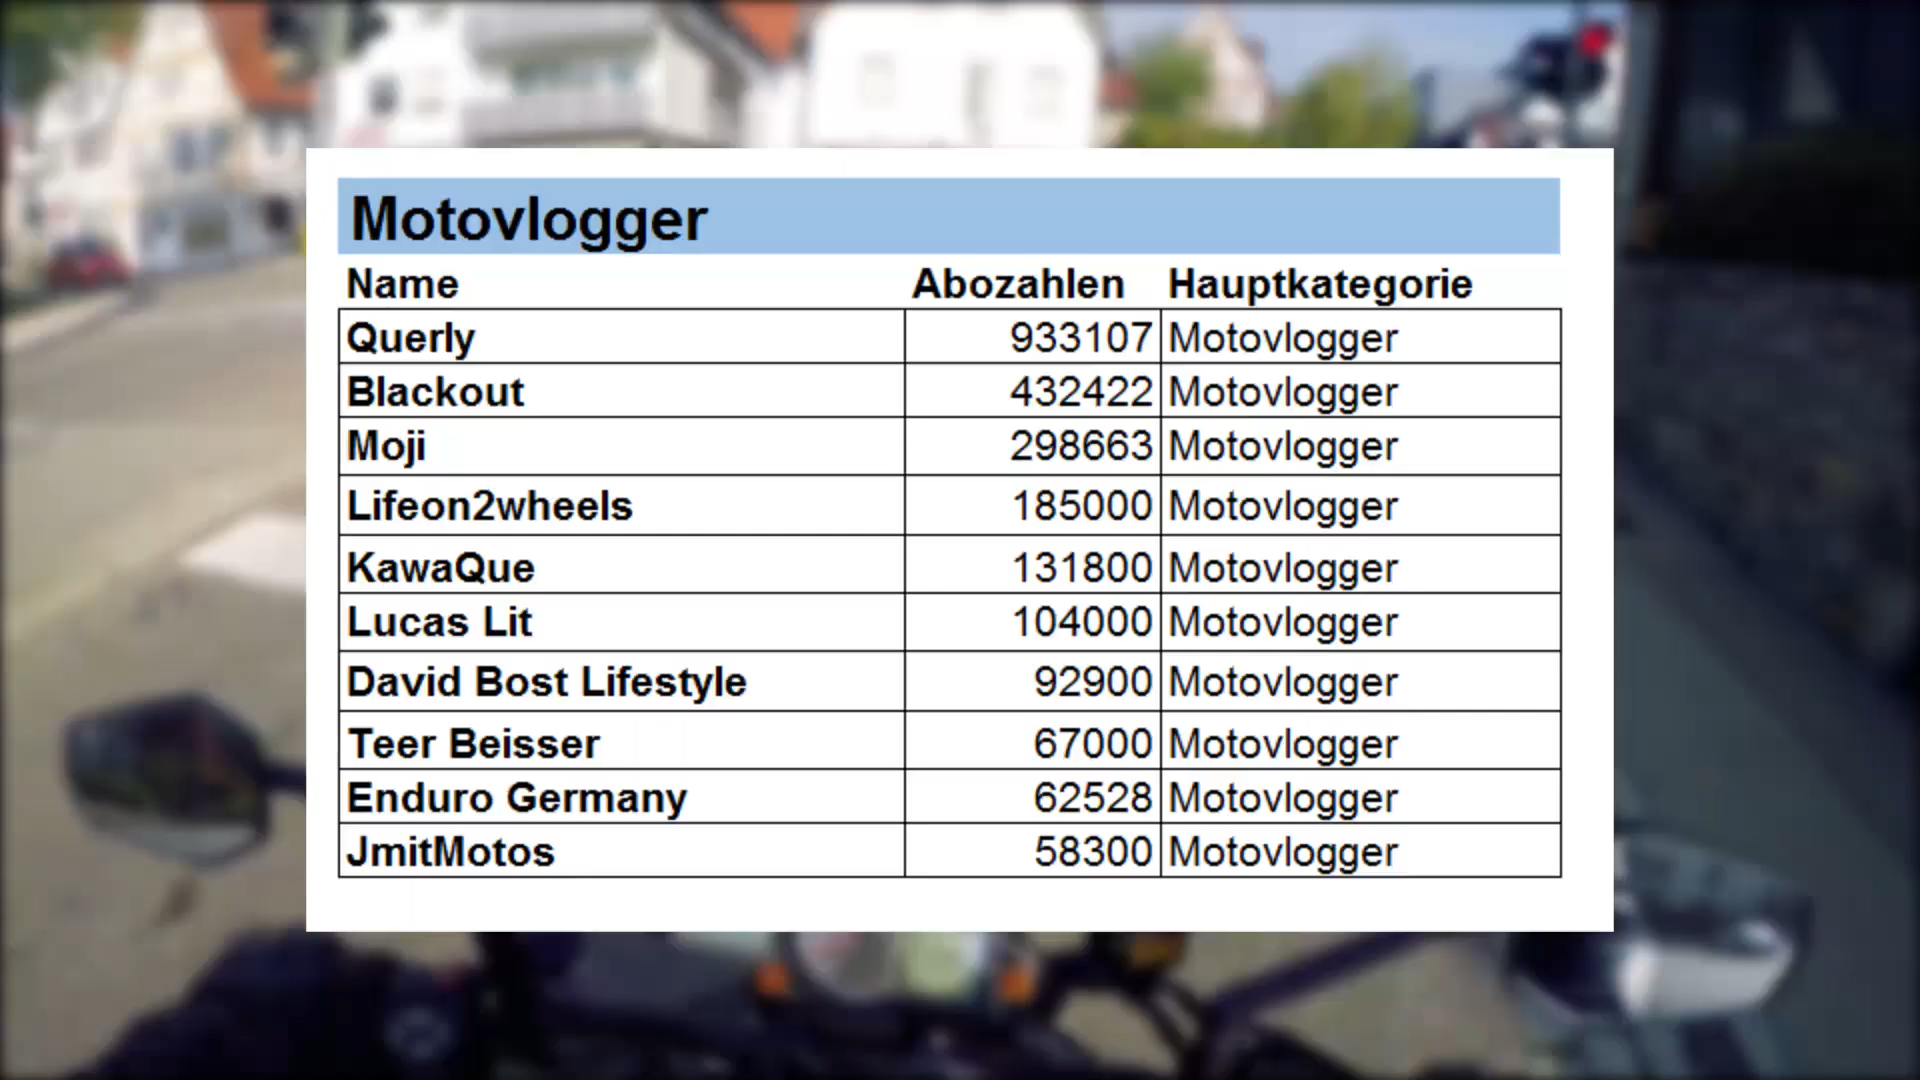 Motovlogger
Name Abozahlen Hauptkategorie
Querly 933107 Motovlogger
Blackout 432422 Motovlogger
Moji 298663 Motovlogger
Lifeon2wheels 185000 Motovlogger
KawaQue 131800 Motovlogger
Lucas Lit 104000 Motovlogger
David Bost Lifestyle 92900 Motovlogger
Teer Beisser 67000 Motovlogger
Enduro Germany 62528 Motovlogger
JmitMotos 58300 Motovlogger